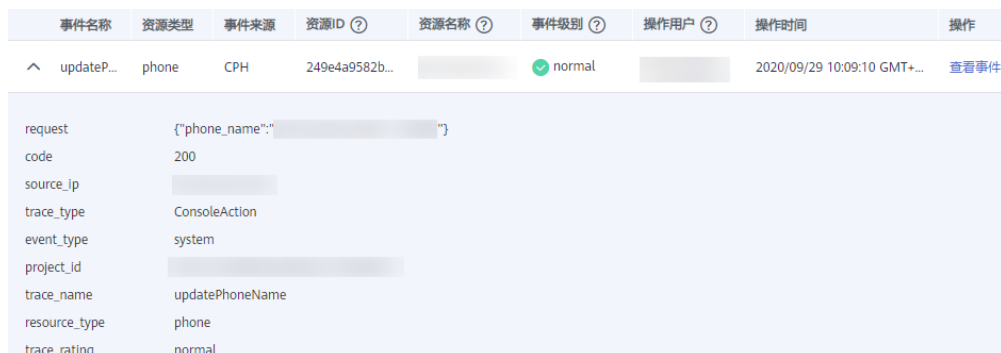 事件名称 资源类型 事件来源 资源ID ? 资源名称 ? 事件级别 ? 操作用户 ? 操作时间 操作
updateP... phone CPH 249e4a9582b... normal 2020/09/29 10:09:10 GMT+... 查看事件
request {"phone_name":" "}
code 200
source_ip
trace_type ConsoleAction
event_type system
project_id
trace_name updatePhoneName
resource_type phone
trace_rating normal